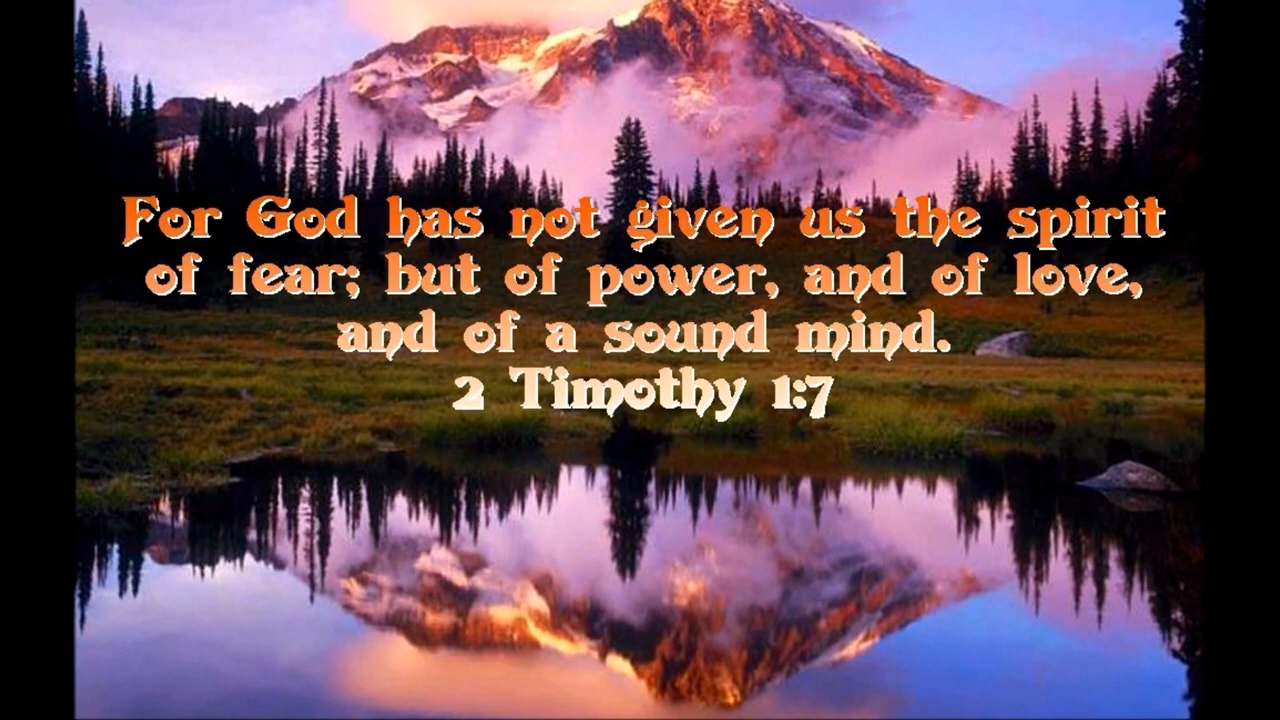 For God has not given us the spirit
of fear; but of power, and of love,
and of a sound mind.
2 Timothy 1:7